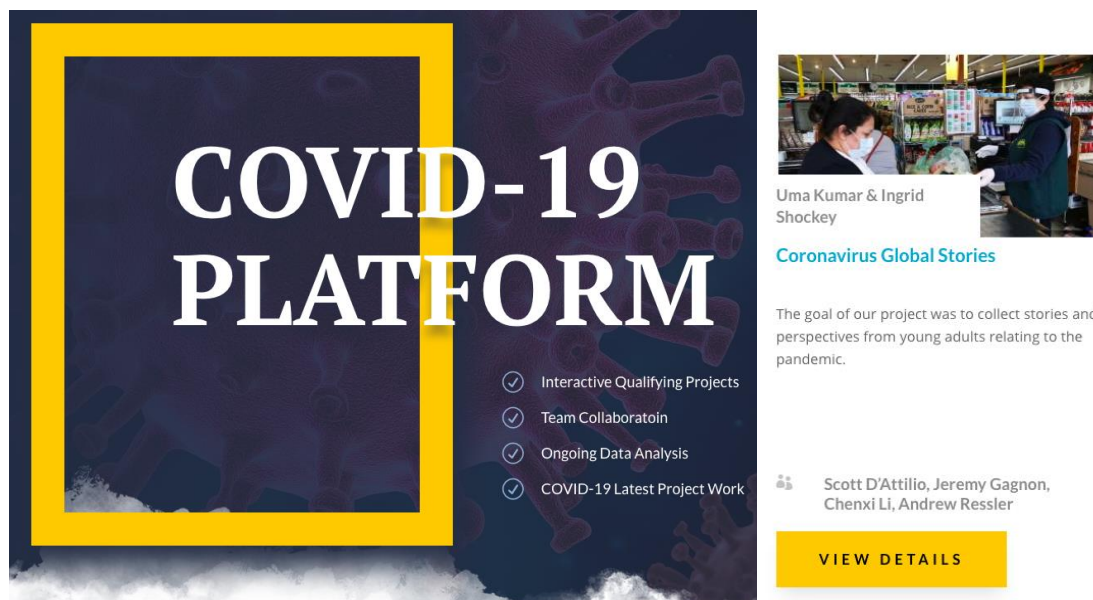 COVID-19
PLATFORM
Interactive Qualifying Projects
Team Collaboratoin
Ongoing Data Analysis
COVID-19 Latest Project Work
Uma Kumar & Ingrid
Shockey
Coronavirus Global Stories
The goal of our project was to collect stories and
perspectives from young adults relating to the
pandemic.
Scott D'Attilio, Jeremy Gagnon,
Chenxi Li, Andrew Ressler
VIEW DETAILS